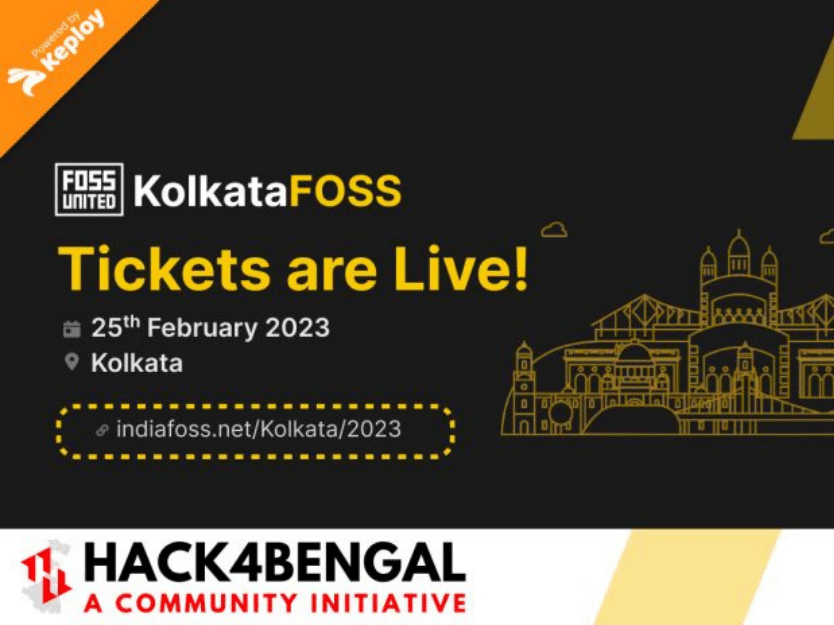 Powered by
Keploy
FOSS
UNITED
KolkataFOSS
Tickets are Live!
25th February 2023
Kolkata
indiafoss.net/Kolkata/2023
HACK4BENGAL
A COMMUNITY INITIATIVE